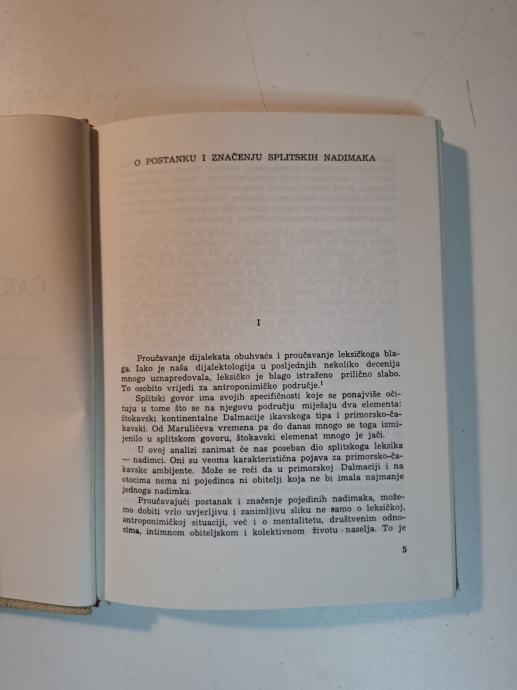 O POSTANKU I ZNAČENJU SPLITSKIH NADIMAKA
I
Proučavanje dijalekata obuhvaća i proučavanje leksičkoga bla-
ga. Iako je naša dijalektologija u posljednjih nekoliko decenija
mnogo uznapredovala, leksičko je blago istraženo prilično slabo.
To osobito vrijedi za antroponimičko područje.¹
Splitski govor ima svojih specifičnosti koje se ponajviše oči-
tuju u tome što se na njegovu području miješaju dva elementa:
štokavski kontinentalne Dalmacije ikavskoga tipa i primorsko-ča-
kavski. Od Marulićeva vremena pa do danas mnogo se toga izmi-
jenilo u splitskom govoru, štokavski elemenat mnogo je jači.
U ovoj analizi zanimat će nas poseban dio splitskoga leksika
— nadimci. Oni su veoma karakteristična pojava za primorsko-ča-
kavske ambijente. Može se reći da u primorskoj Dalmaciji i na
otocima nema ni pojedinca ni obitelji koja ne bi imala najmanje
jednoga nadimka.
Proučavajući postanak i značenje pojedinih nadimaka, može-
mo dobiti vrlo uvjerljivu i zanimljivu sliku ne samo o leksičkoj,
antroponimičkoj situaciji, već i o mentalitetu, društvenim odno-
sima, intimnom obiteljskom i kolektivnom životu naselja. To je
5